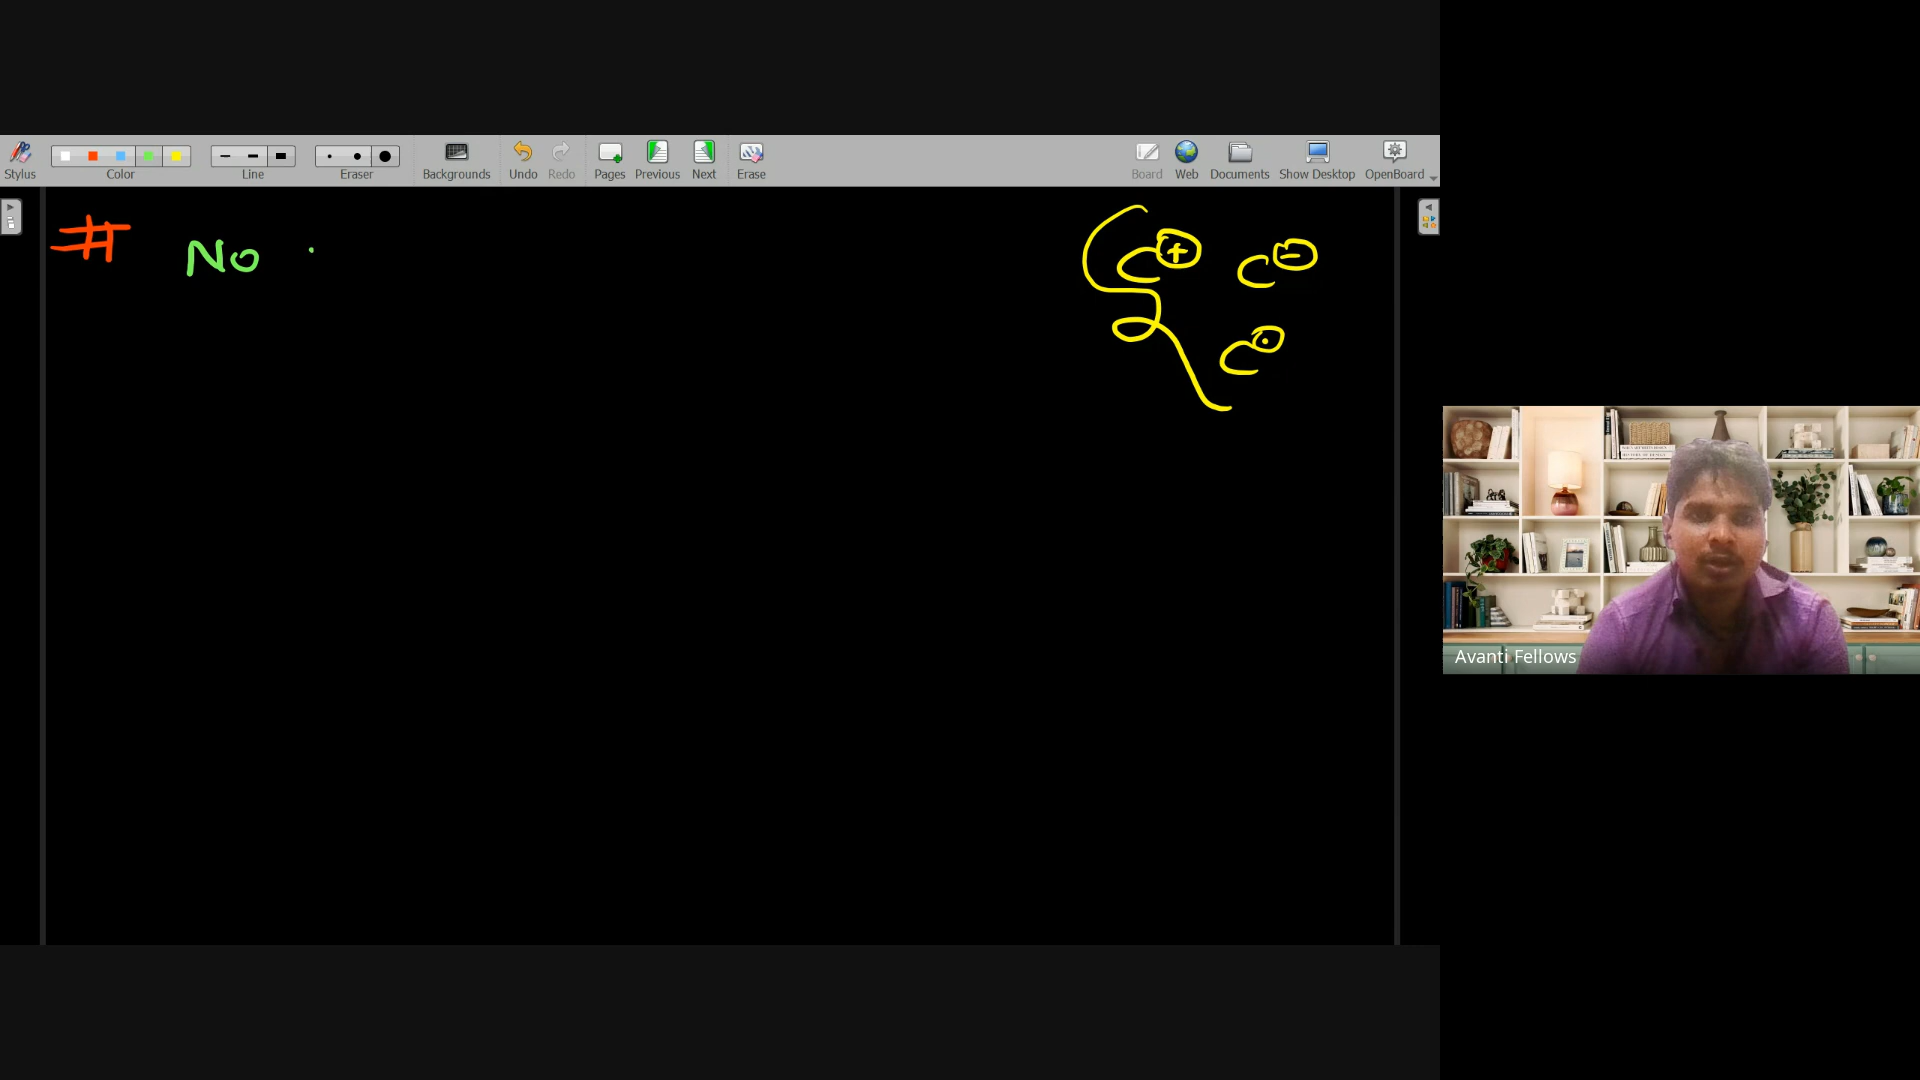 Stylus Color Line Eraser Backgrounds Undo Redo Pages Previous Next Erase Board Web Documents Show Desktop OpenBoard
# No .
C⊕ C⊖
C⊙
Avanti Fellows